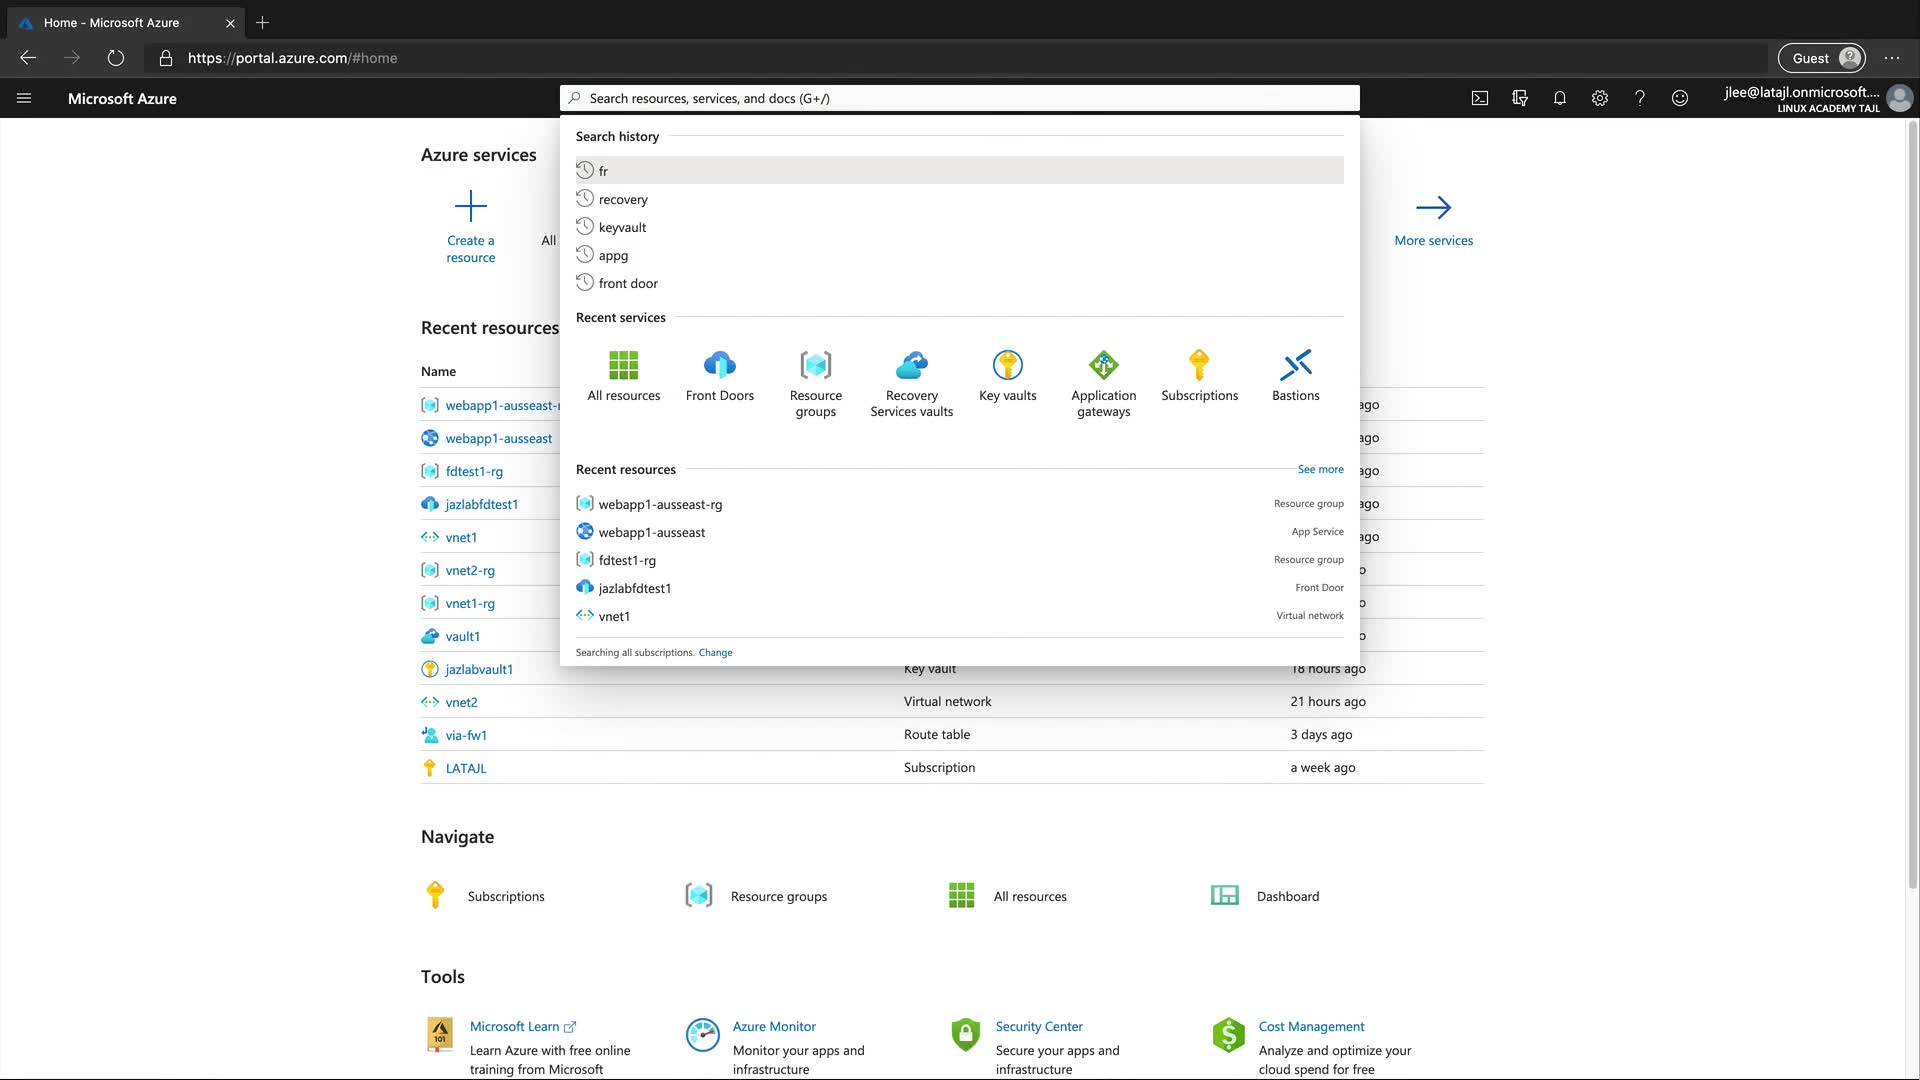 Home - Microsoft Azure
https://portal.azure.com/#home
Guest
Microsoft Azure
Search resources, services, and docs (G+/)
jlee@latajl.onmicrosoft....
LINUX ACADEMY TAJL
Search history
fr
recovery
keyvault
appg
front door
Azure services
Create a
resource
All
More services
Recent services
All resources
Front Doors
Resource
groups
Recovery
Services vaults
Key vaults
Application
gateways
Subscriptions
Bastions
Recent resources
See more
webapp1-ausseast-rg
Resource group
webapp1-ausseast
App Service
fdtest1-rg
Resource group
jazlabfdtest1
Front Door
vnet1
Virtual network
Searching all subscriptions. Change
Recent resources
Name
webapp1-ausseast-r
ago
webapp1-ausseast
ago
fdtest1-rg
ago
jazlabfdtest1
ago
vnet1
ago
vnet2-rg
o
vnet1-rg
o
vault1
o
jazlabvault1
Key vault
18 hours ago
vnet2
Virtual network
21 hours ago
via-fw1
Route table
3 days ago
LATAJL
Subscription
a week ago
Navigate
Subscriptions
Resource groups
All resources
Dashboard
Tools
101
Microsoft Learn
Learn Azure with free online
training from Microsoft
Azure Monitor
Monitor your apps and
infrastructure
Security Center
Secure your apps and
infrastructure
Cost Management
Analyze and optimize your
cloud spend for free